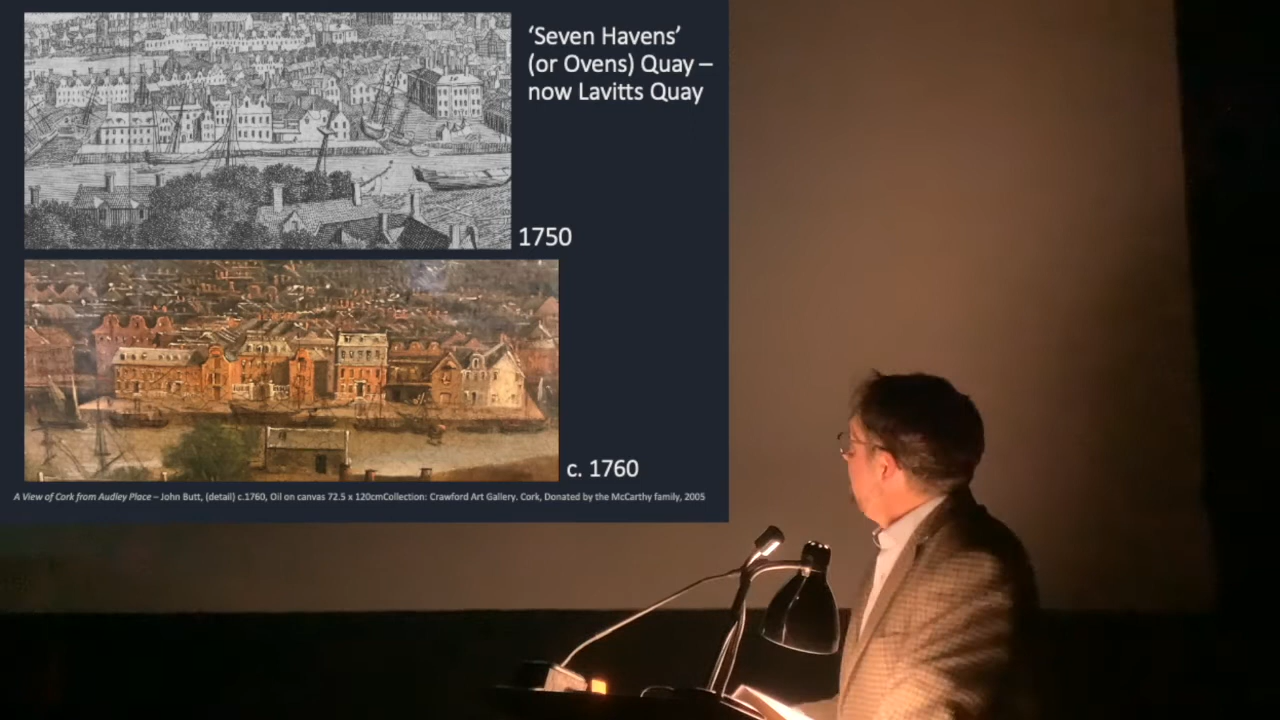 ‘Seven Havens’
(or Ovens) Quay –
now Lavitts Quay
1750
c. 1760
A View of Cork from Audley Place – John Butt, (detail) c.1760, Oil on canvas 72.5 x 120cmCollection: Crawford Art Gallery. Cork, Donated by the McCarthy family, 2005